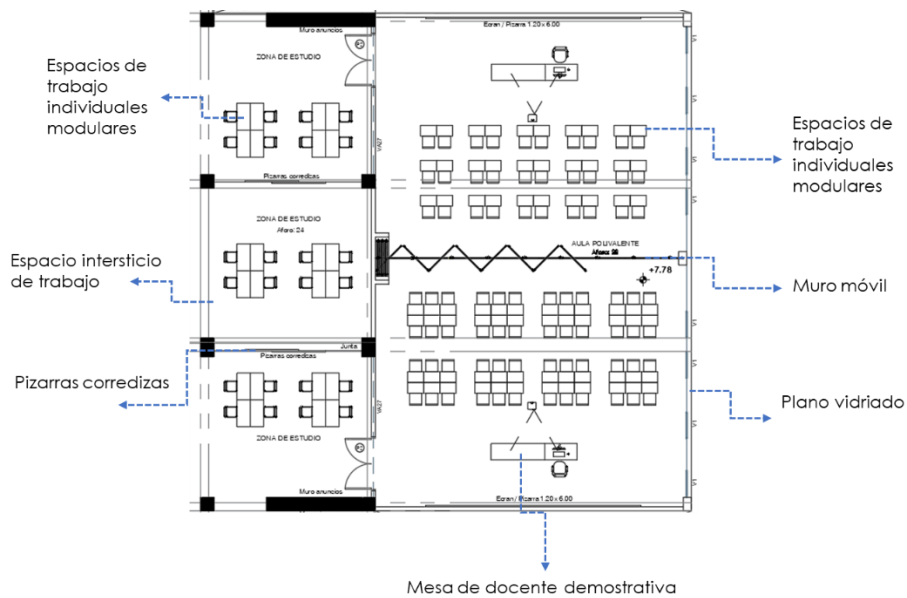 Muro anuncios
Ecran / Pizarra 1.20 x 6.00
ZONA DE ESTUDIO
Espacios de
trabajo
individuales
modulares
VA27
Espacios de
trabajo
individuales
modulares
Pizarras corredizas
ZONA DE ESTUDIO
Aforo: 24
AULA POLIVALENTE
Espacio intersticio
de trabajo
+7.78
Muro móvil
Junta
Pizarras corredizas
Pizarras corredizas
Plano vidriado
VA27
ZONA DE ESTUDIO
Muro anuncios
Ecran / Pizarra 1.20 x 6.00
Mesa de docente demostrativa